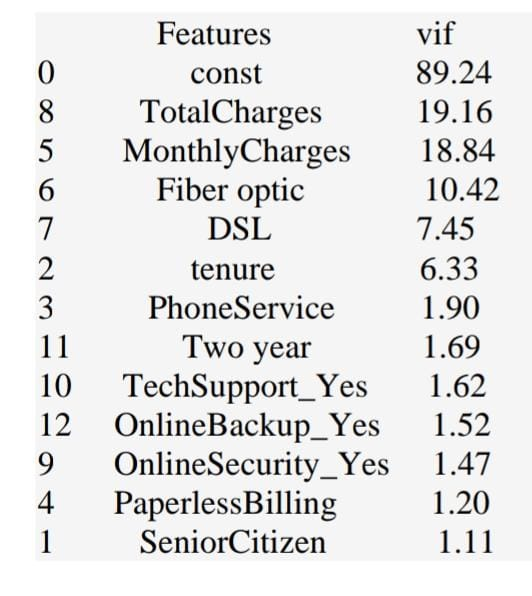 Features vif
0 const 89.24
8 TotalCharges 19.16
5 MonthlyCharges 18.84
6 Fiber optic 10.42
7 DSL 7.45
2 tenure 6.33
3 PhoneService 1.90
11 Two year 1.69
10 TechSupport_Yes 1.62
12 OnlineBackup_Yes 1.52
9 OnlineSecurity_Yes 1.47
4 PaperlessBilling 1.20
1 SeniorCitizen 1.11